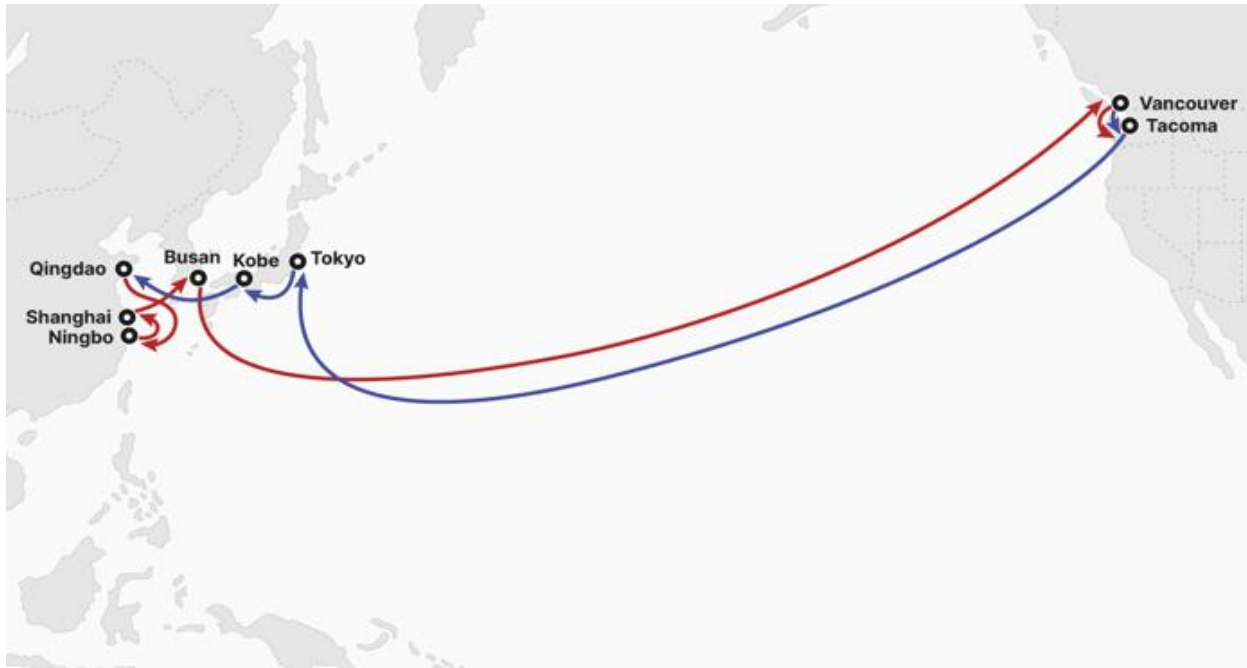 Vancouver
Tacoma
Qingdao
Busan
Kobe
Tokyo
Shanghai
Ningbo